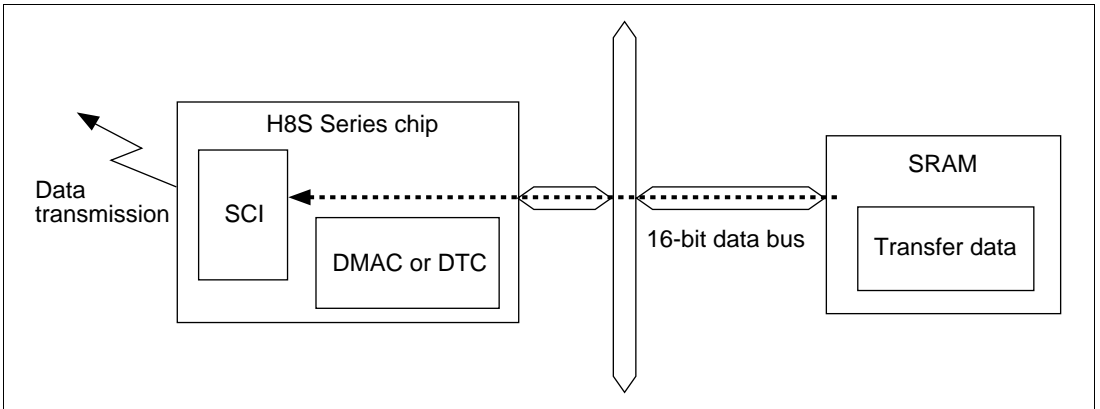 H8S Series chip
SRAM
Data
transmission
SCI
16-bit data bus
Transfer data
DMAC or DTC